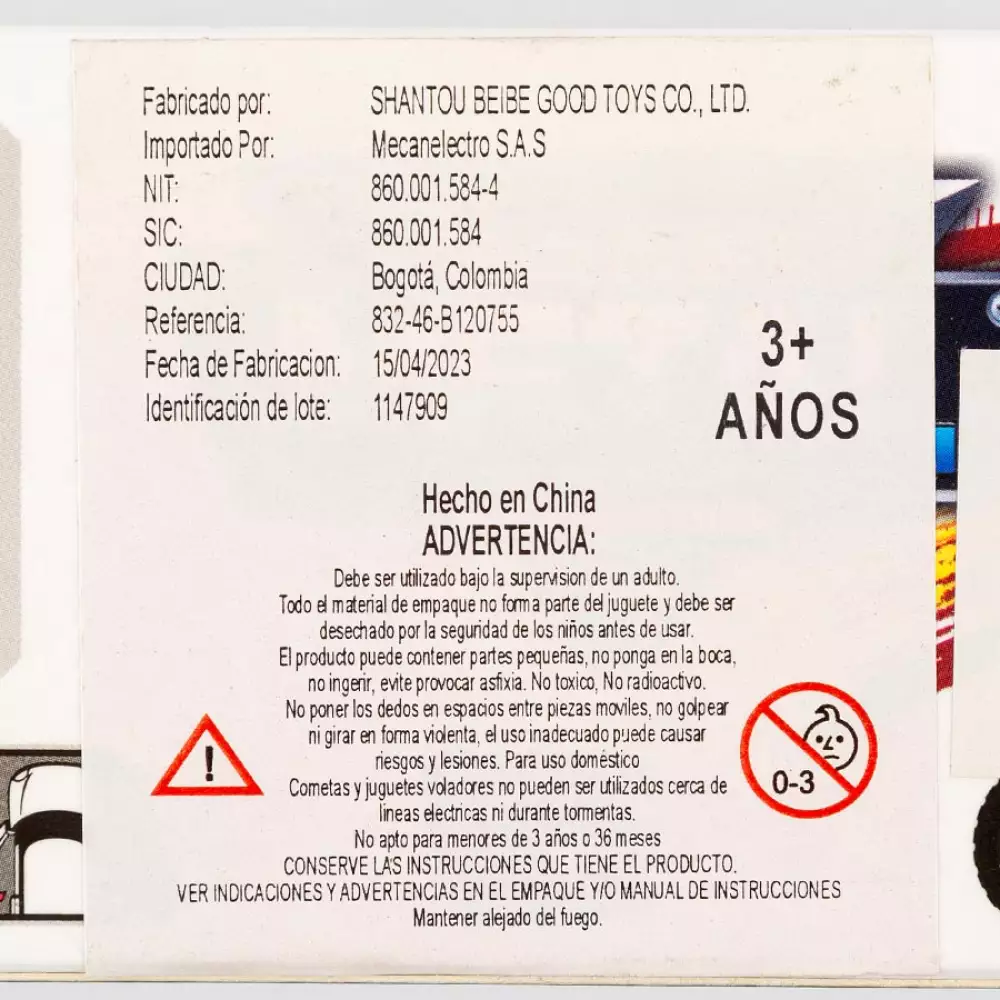 Fabricado por: SHANTOU BEIBE GOOD TOYS CO., LTD.
Importado Por: Mecanelectro S.A.S
NIT: 860.001.584-4
SIC: 860.001.584
CIUDAD: Bogotá, Colombia
Referencia: 832-46-B120755
Fecha de Fabricacion: 15/04/2023
Identificación de lote: 1147909
3+
AÑOS
Hecho en China
ADVERTENCIA:
Debe ser utilizado bajo la supervision de un adulto.
Todo el material de empaque no forma parte del juguete y debe ser
desechado por la seguridad de los niños antes de usar.
El producto puede contener partes pequeñas, no ponga en la boca,
no ingerir, evite provocar asfixia. No toxico, No radioactivo.
No poner los dedos en espacios entre piezas moviles, no golpear
ni girar en forma violenta, el uso inadecuado puede causar
riesgos y lesiones. Para uso doméstico
Cometas y juguetes voladores no pueden ser utilizados cerca de
lineas electricas ni durante tormentas.
No apto para menores de 3 años o 36 meses
CONSERVE LAS INSTRUCCIONES QUE TIENE EL PRODUCTO.
VER INDICACIONES Y ADVERTENCIAS EN EL EMPAQUE Y/O MANUAL DE INSTRUCCIONES
Mantener alejado del fuego.
!
0-3